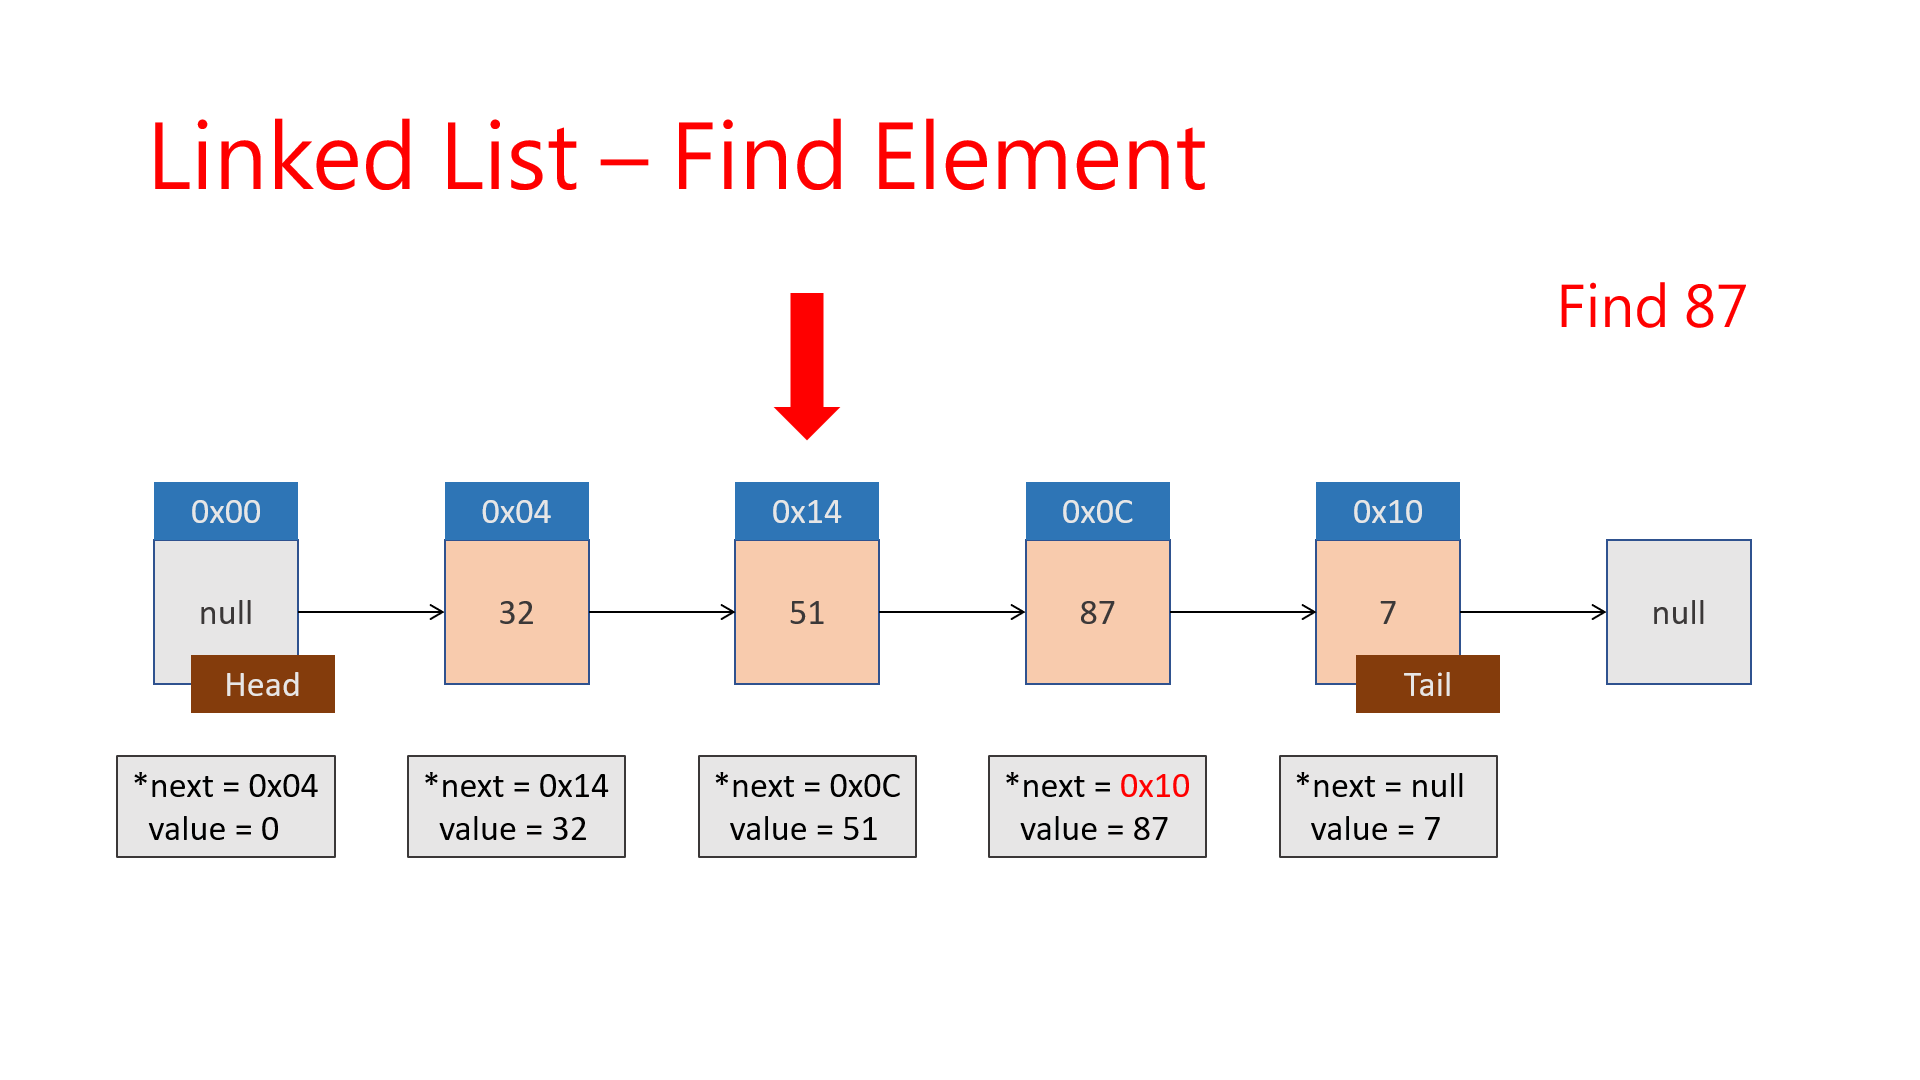 Linked List – Find Element
Find 87
0x00
0x04
0x14
0x0C
0x10
null
32
51
87
7
null
Head
Tail
*next = 0x04
value = 0
*next = 0x14
value = 32
*next = 0x0C
value = 51
*next = 0x10
value = 87
*next = null
value = 7